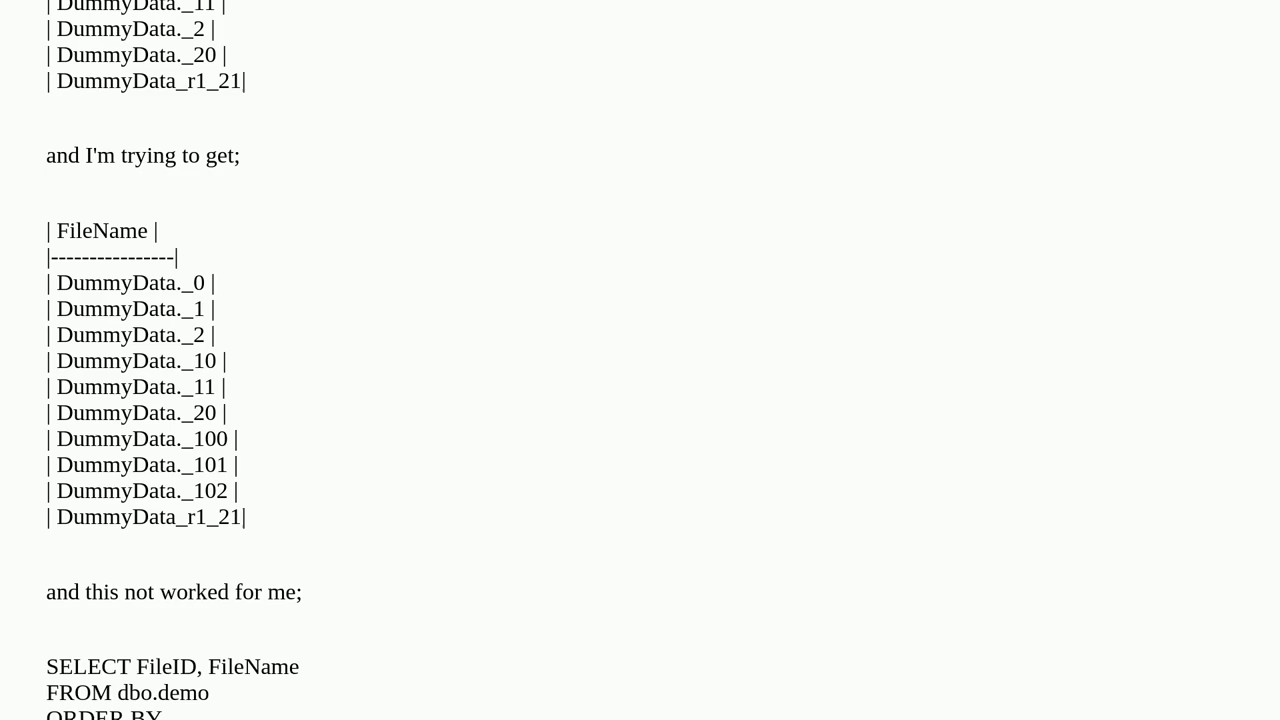 | DummyData._11 |
| DummyData._2 |
| DummyData._20 |
| DummyData_r1_21|
and I'm trying to get;
| FileName |
|----------------|
| DummyData._0 |
| DummyData._1 |
| DummyData._2 |
| DummyData._10 |
| DummyData._11 |
| DummyData._20 |
| DummyData._100 |
| DummyData._101 |
| DummyData._102 |
| DummyData_r1_21|
and this not worked for me;
SELECT FileID, FileName
FROM dbo.demo
ORDER BY